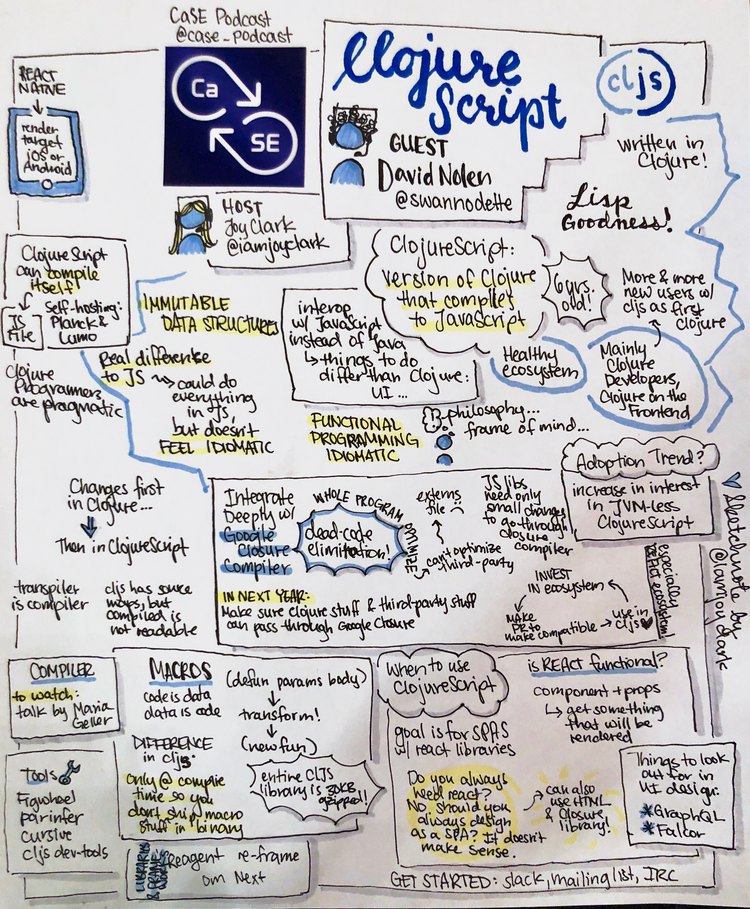 CaSE Podcast
@case_podcast
Ca
SE
Clojure
Script
cljs
GUEST
David Nolen
@swannodette
HOST
Joy Clark
@iamjoyclark
REACT
NATIVE
render
target
iOS or
Android
written in
Clojure!
Lisp
Goodness!
ClojureScript
can compile
itself
Self-hosting:
Planck &
Lumo
JS
File
Clojure
Programmers
are pragmatic
IMMUTABLE
DATA STRUCTURES
Real difference
to JS
could do
everything
in JS,
but doesn't
FEEL IDIOMATIC
ClojureScript:
version of Clojure
that compiles
to JavaScript
6 yrs.
old!
interop
w/ JavaScript
instead of Java
things to do
differ than Clojure:
UI ...
More & more
new users w/
cljs as first
clojure
Healthy
ecosystem
Mainly
Clojure
Developers,
Clojure on the
Frontend
FUNCTIONAL
PROGRAMMING
IDIOMATIC
philosophy...
frame of mind...
Adoption Trend?
increase in interest
in JVM-less
ClojureScript
especially
REACT ecosystem
Changes first
in Clojure...
Then in ClojureScript
transpiler
is compiler
cljs has source
maps, but
compiled is
not readable
Integrate
Deeply w/
Google
Closure
Compiler
WHOLE PROGRAM
OPTIMIZE
dead-code
elimination!
externs
file
can't optimize
third-party
JS libs
need only
small changes
to go through
closure
compiler
IN NEXT YEAR:
Make sure clojure stuff & third-party stuff
can pass through Google Closure
INVEST
IN ecosystem
MAKE
PR to
make compatible
use in
cljs
sketchnote by
@iamjoyclark
COMPILER
to watch:
talk by Maria
Geller
Tools
Figwheel
parinfer
cursive
cljs dev-tools
MACROS
code is data
data is code
(defun params body)
transform!
(new fun)
DIFFERENCE
in cljs:
only @ compile
time so you
don't ship macro
stuff in binary
entire CLJS
library is 30KB
gzipped!
LIBRARIES
& FRAME-
WORKS:
Reagent re-frame
om Next
When to use
ClojureScript
goal is for SPAs
w/ react libraries
Do you always
need react?
No. should you
always design
as a SPA? It doesn't
make sense.
can also
use HTML
& Closure
library!
is REACT functional?
component + props
get something
that will be
rendered
Things to look
out for in
UI design:
*GraphQL
*Falcor
GET STARTED: slack, mailing list, IRC